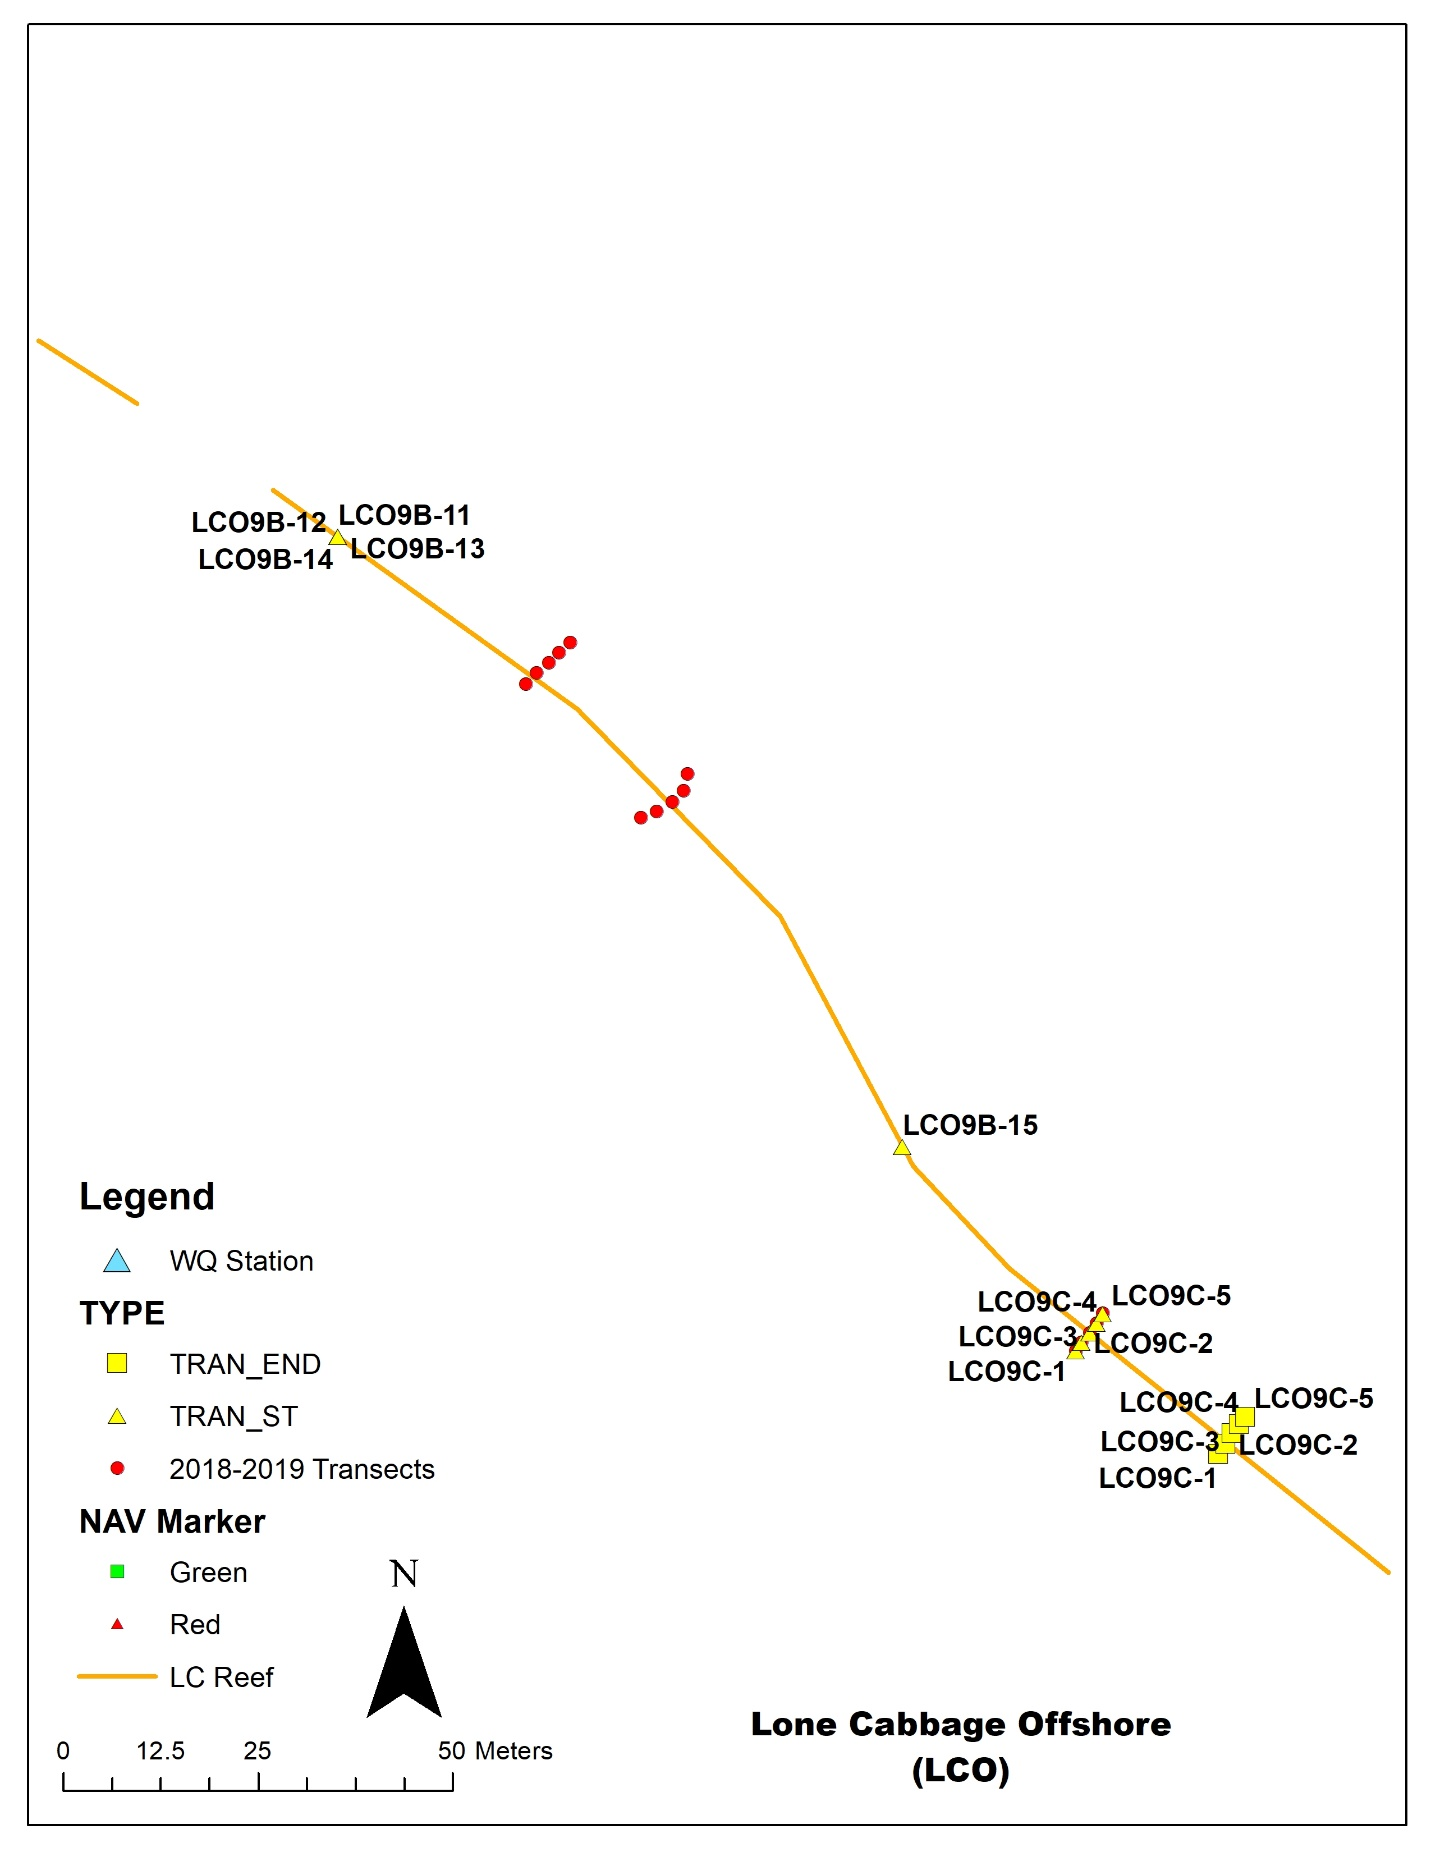 LCO9B-12 LCO9B-11
LCO9B-14 LCO9B-13
LCO9B-15
LCO9C-4 LCO9C-5
LCO9C-3 LCO9C-2
LCO9C-1
LCO9C-4 LCO9C-5
LCO9C-3 LCO9C-2
LCO9C-1
Legend
WQ Station
TYPE
TRAN_END
TRAN_ST
2018-2019 Transects
NAV Marker
Green
Red
LC Reef
N
0 12.5 25 50 Meters
Lone Cabbage Offshore
(LCO)